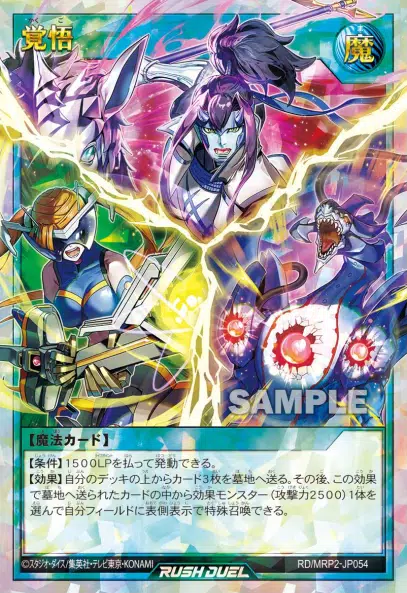 覚悟
魔
SAMPLE
【魔法カード】
【条件】1500LPを払って発動できる。
【効果】自分のデッキの上からカード3枚を墓地へ送る。その後、この効果
で墓地へ送られたカードの中から効果モンスター(攻撃力2500)1体を
選んで自分フィールドに表側表示で特殊召喚できる。
©スタジオ・ダイス/集英社・テレビ東京・KONAMI
RUSH DUEL
RD/MRP2-JP054